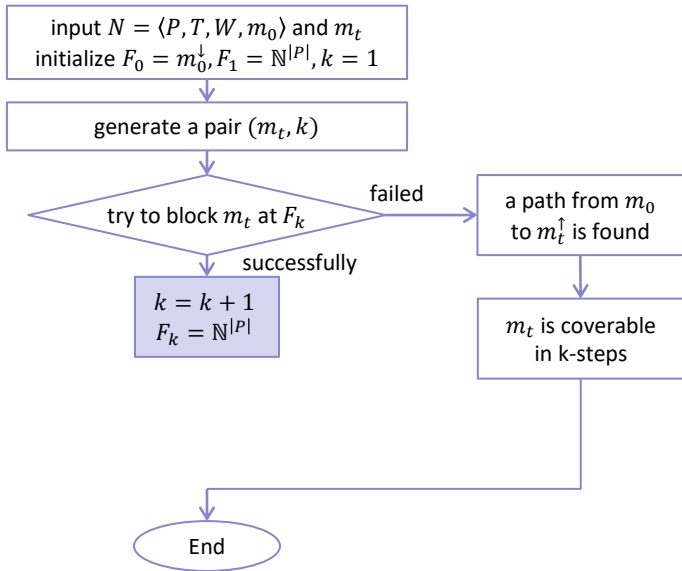 input N = ⟨P, T, W, m₀⟩ and mₜ
initialize F₀ = m₀↓, F₁ = ℕ^|P|, k = 1
generate a pair (mₜ, k)
try to block mₜ at Fₖ
failed
a path from m₀
to mₜ↑ is found
successfully
k = k + 1
Fₖ = ℕ^|P|
mₜ is coverable
in k-steps
End